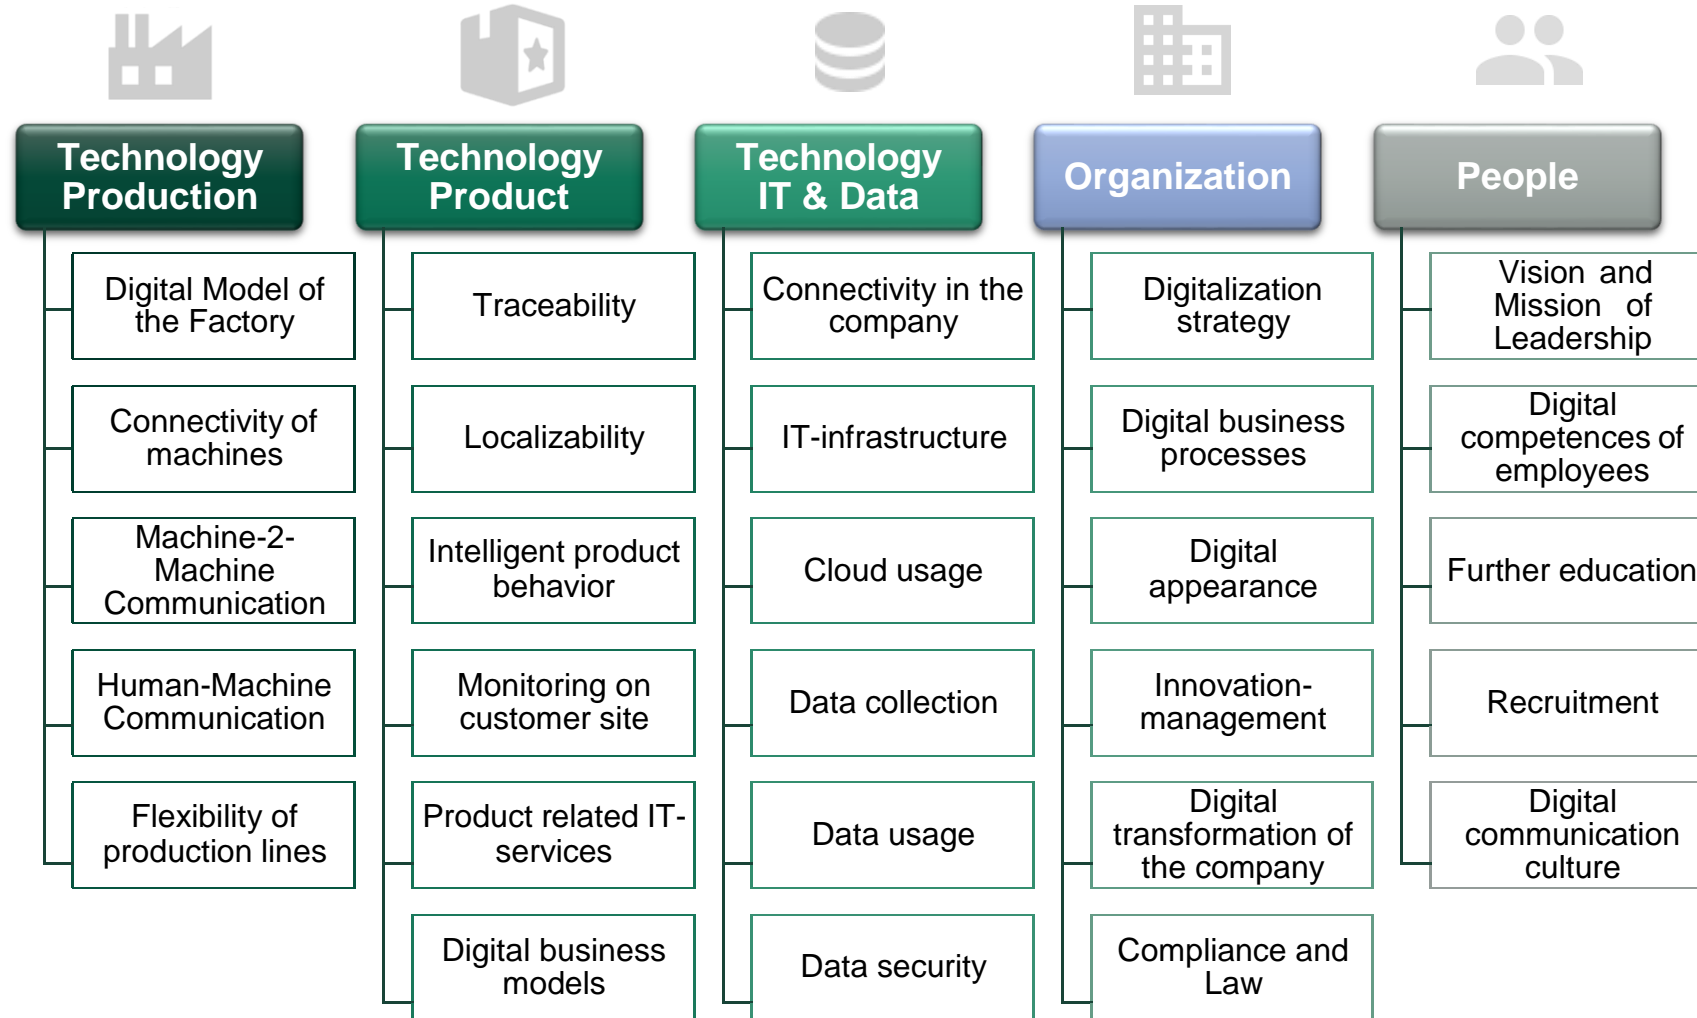 Technology
Production
Digital Model of
the Factory
Connectivity of
machines
Machine-2-
Machine
Communication
Human-Machine
Communication
Flexibility of
production lines
Technology
Product
Traceability
Localizability
Intelligent product
behavior
Monitoring on
customer site
Product related IT-
services
Digital business
models
Technology
IT & Data
Connectivity in the
company
IT-infrastructure
Cloud usage
Data collection
Data usage
Data security
Organization
Digitalization
strategy
Digital business
processes
Digital
appearance
Innovation-
management
Digital
transformation of
the company
Compliance and
Law
People
Vision and
Mission of
Leadership
Digital
competences of
employees
Further education
Recruitment
Digital
communication
culture